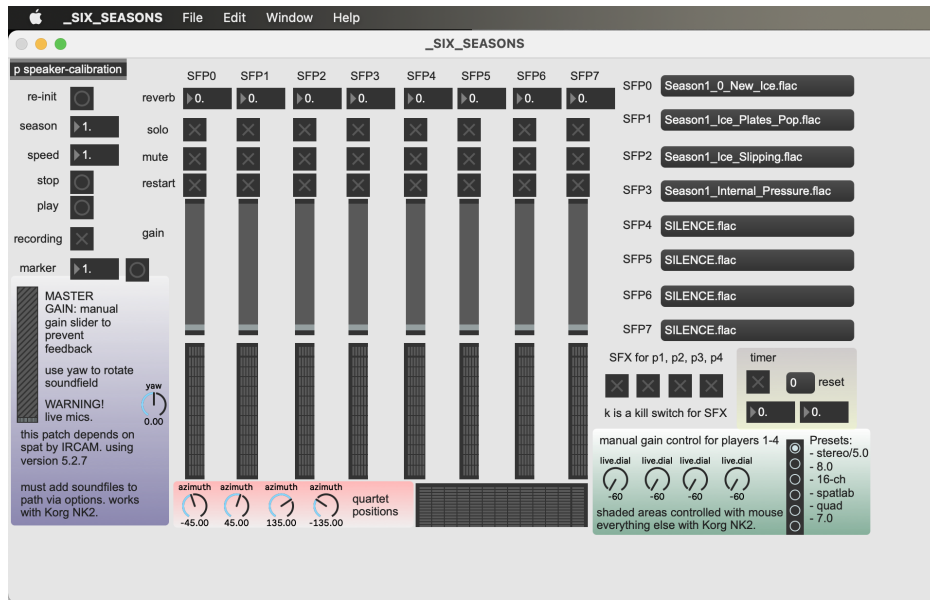 _SIX_SEASONS File Edit Window Help
_SIX_SEASONS
p speaker-calibration
SFP0 SFP1 SFP2 SFP3 SFP4 SFP5 SFP6 SFP7
re-init
reverb 0. 0. 0. 0. 0. 0. 0. 0.
season 1.
solo
speed 1.
mute
stop
restart
play
recording
gain
marker 1.
SFP0 Season1_0_New_Ice.flac
SFP1 Season1_Ice_Plates_Pop.flac
SFP2 Season1_Ice_Slipping.flac
SFP3 Season1_Internal_Pressure.flac
SFP4 SILENCE.flac
SFP5 SILENCE.flac
SFP6 SILENCE.flac
SFP7 SILENCE.flac
MASTER
GAIN: manual
gain slider to
prevent
feedback
use yaw to rotate
soundfield
WARNING!
live mics.
yaw
0.00
this patch depends on
spat by IRCAM. using
version 5.2.7
must add soundfiles to
path via options. works
with Korg NK2.
azimuth azimuth azimuth azimuth
-45.00 45.00 135.00 -135.00
quartet
positions
SFX for p1, p2, p3, p4
k is a kill switch for SFX
timer
0 reset
0. 0.
manual gain control for players 1-4
live.dial live.dial live.dial live.dial
-60 -60 -60 -60
shaded areas controlled with mouse
everything else with Korg NK2.
Presets:
- stereo/5.0
- 8.0
- 16-ch
- spatlab
- quad
- 7.0